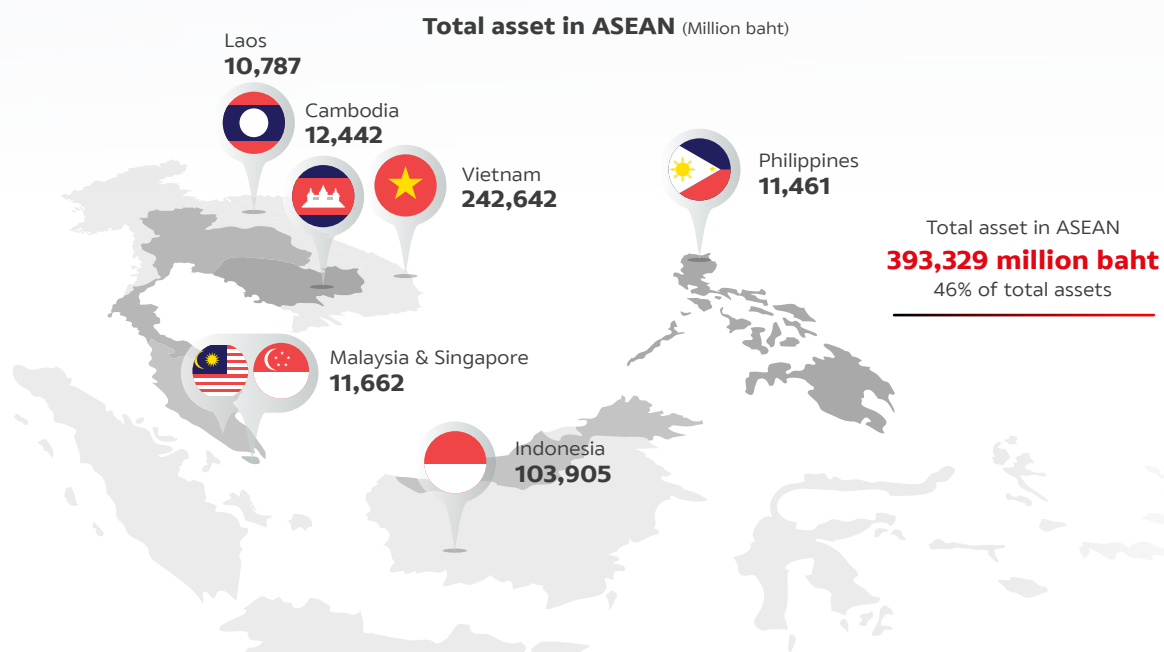 Total asset in ASEAN (Million baht)
Laos
10,787
Cambodia
12,442
Vietnam
242,642
Philippines
11,461
Total asset in ASEAN
393,329 million baht
46% of total assets
Malaysia & Singapore
11,662
Indonesia
103,905